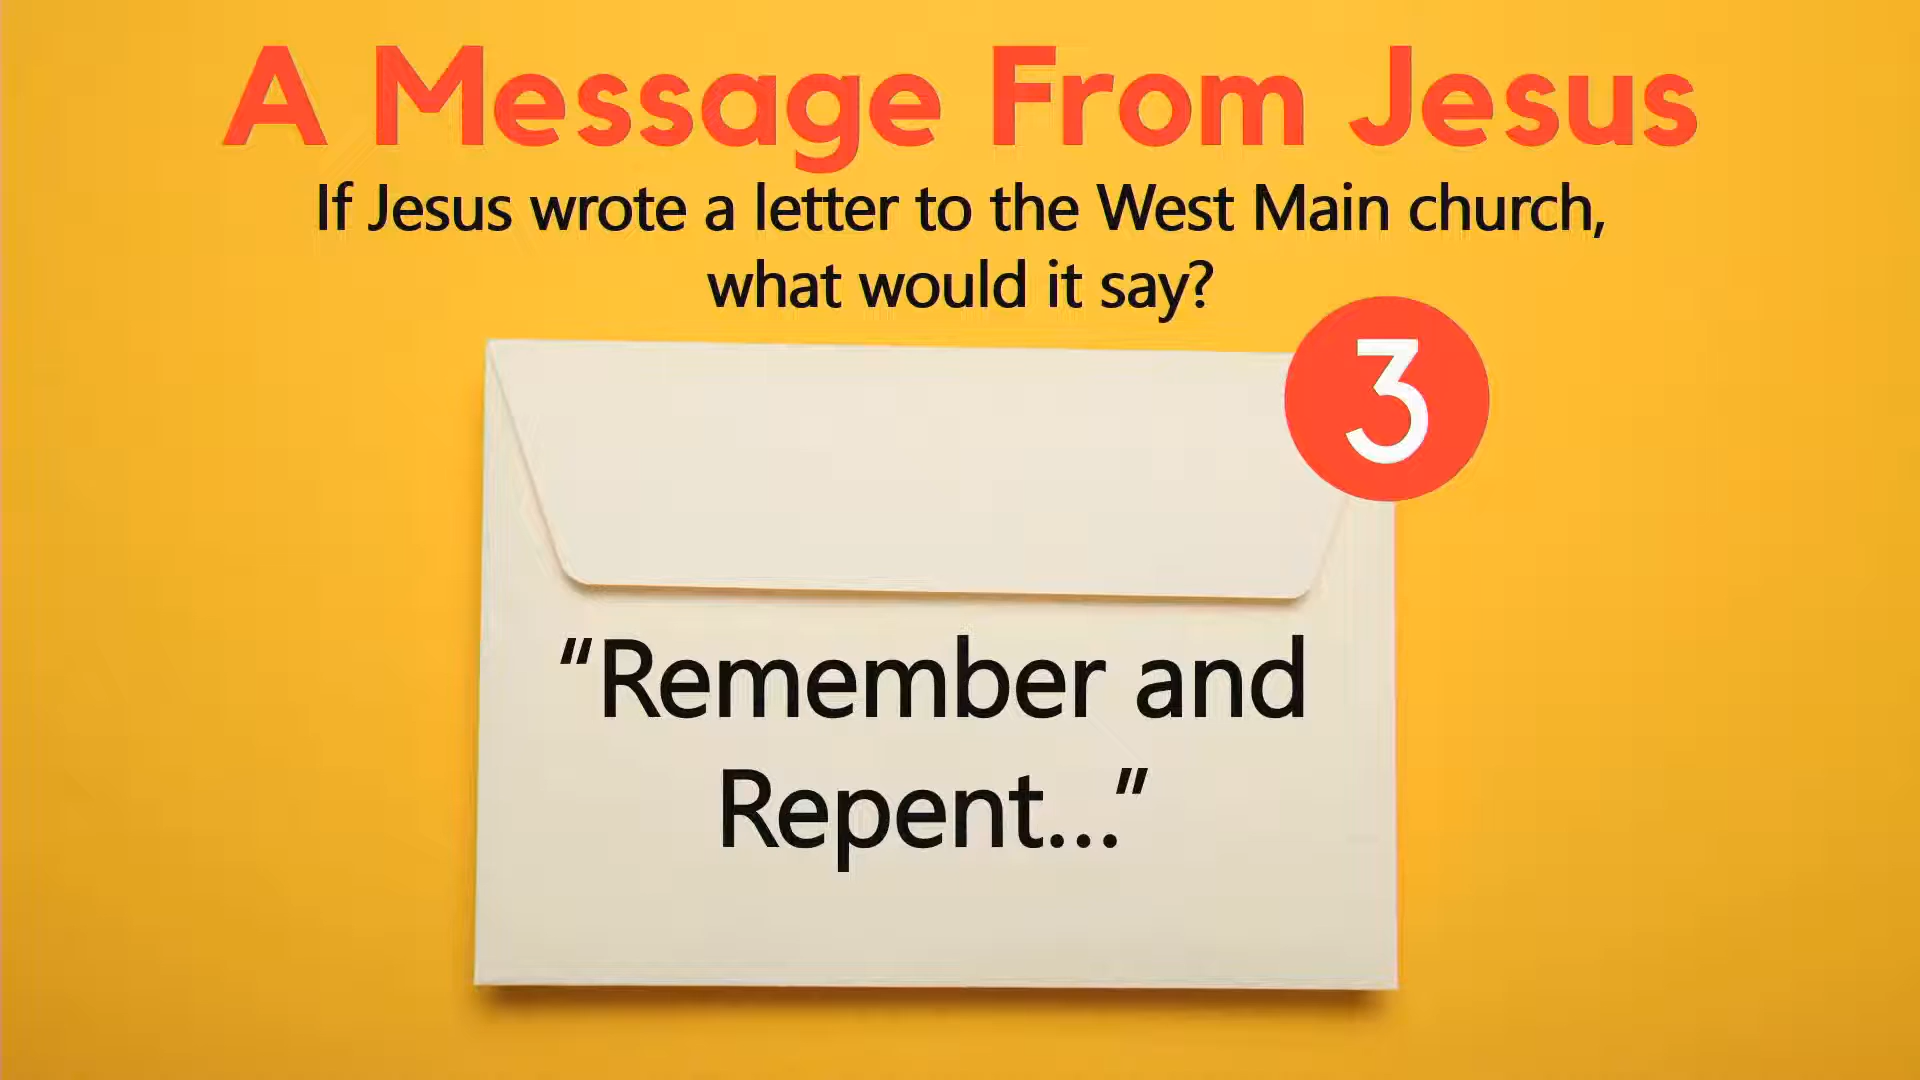 A Message From Jesus
If Jesus wrote a letter to the West Main church,
what would it say?
3
“Remember and
Repent...”